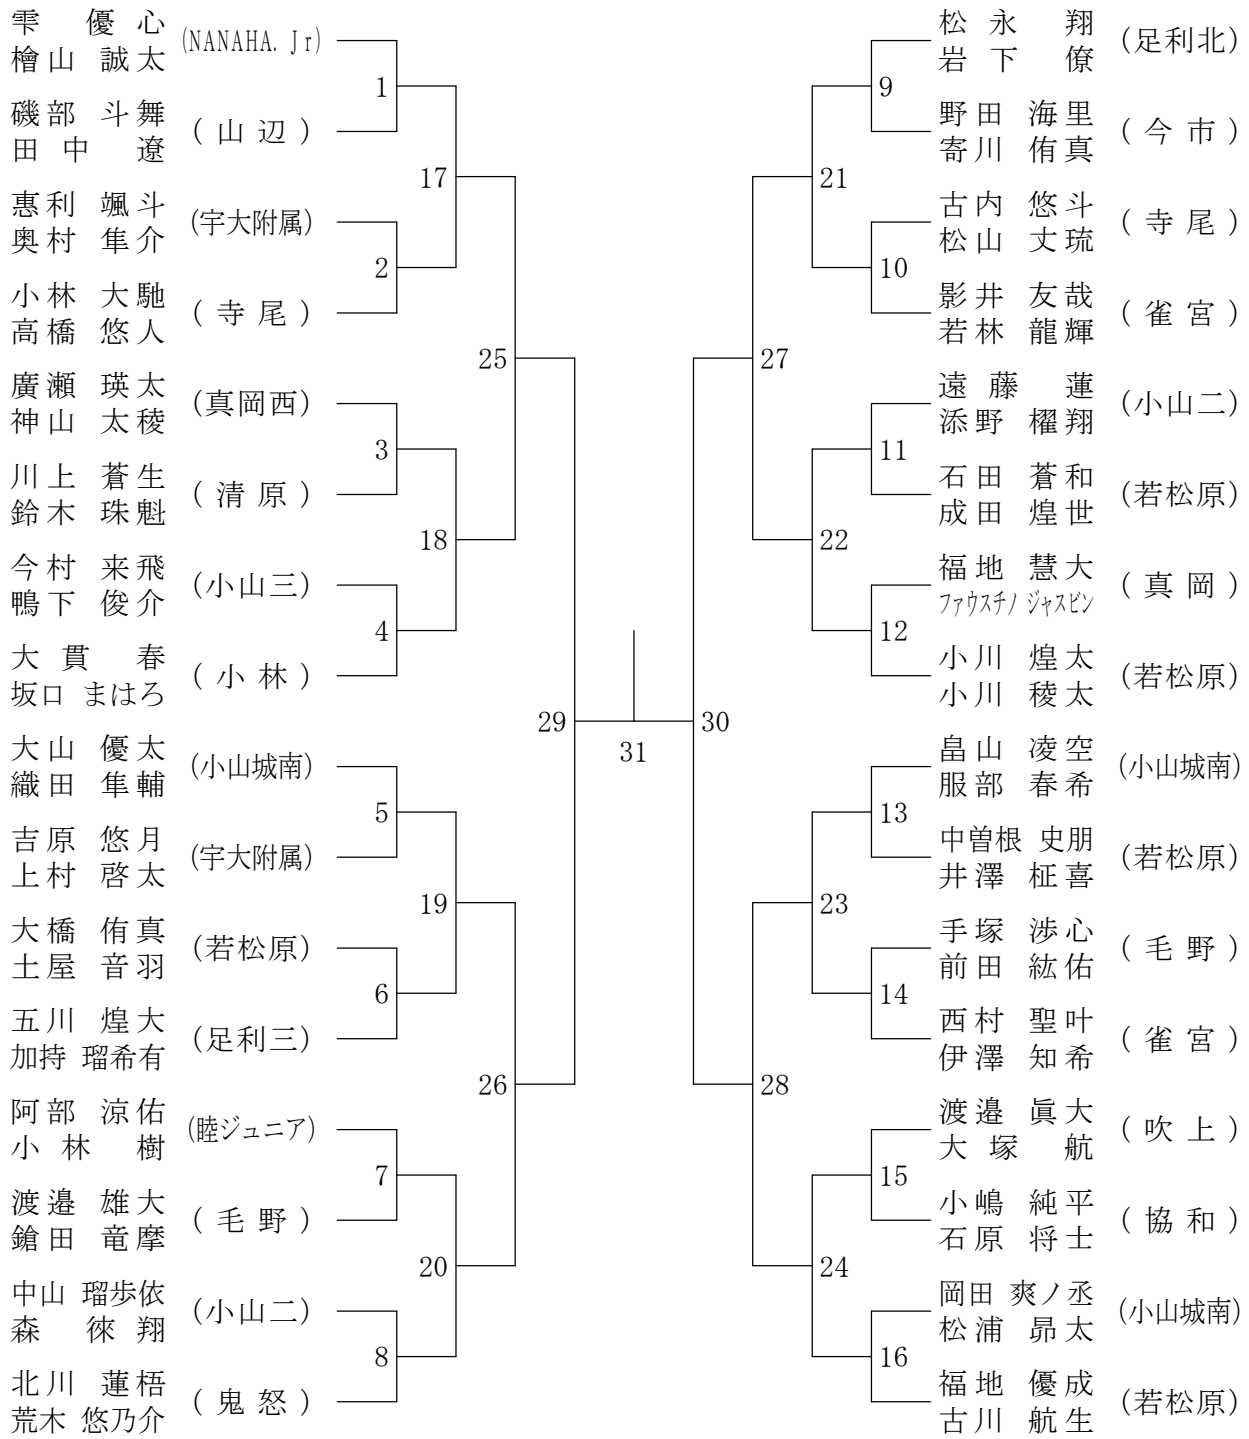 雫 優心
檜山 誠太
(NANAHA. Jr)
1
磯部 斗舞
田中 遼
(山辺)
17
惠利 颯斗
奥村 隼介
(宇大附属)
2
小林 大馳
高橋 悠人
(寺尾)
25
廣瀬 瑛太
神山 太稜
(真岡西)
3
川上 蒼生
鈴木 珠魁
(清原)
18
今村 来飛
鴨下 俊介
(小山三)
4
大貫 春
坂口 まはろ
(小林)
29
大山 優太
織田 隼輔
(小山城南)
5
吉原 悠月
上村 啓太
(宇大附属)
19
大橋 侑真
土屋 音羽
(若松原)
6
五川 煌大
加持 瑠希有
(足利三)
26
阿部 涼佑
小林 樹
(睦ジュニア)
7
渡邉 雄大
鎗田 竜摩
(毛野)
20
中山 瑠歩依
森 徠翔
(小山二)
8
北川 蓮梧
荒木 悠乃介
(鬼怒)
31
松永 翔
岩下 僚
(足利北)
9
野田 海里
寄川 侑真
(今市)
21
古内 悠斗
松山 丈琉
(寺尾)
10
影井 友哉
若林 龍輝
(雀宮)
27
遠藤 蓮
添野 櫂翔
(小山二)
11
石田 蒼和
成田 煌世
(若松原)
22
福地 慧大
ファウスチノ ジャスビン
(真岡)
12
小川 煌太
小川 稜太
(若松原)
30
畠山 凌空
服部 春希
(小山城南)
13
中曽根 史朋
井澤 柾喜
(若松原)
23
手塚 渉心
前田 紘佑
(毛野)
14
西村 聖叶
伊澤 知希
(雀宮)
28
渡邉 眞大
大塚 航
(吹上)
15
小嶋 純平
石原 将士
(協和)
24
岡田 爽ノ丞
松浦 昴太
(小山城南)
16
福地 優成
古川 航生
(若松原)